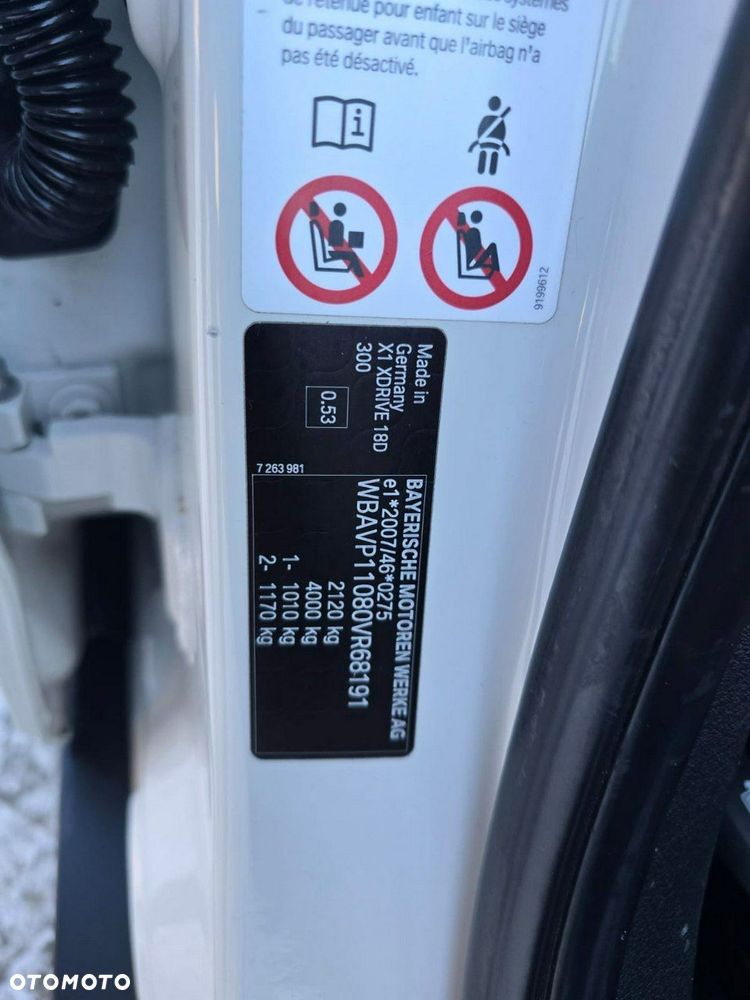 de retenue pour enfant sur le siège
du passager avant que l'airbag n'a
pas été désactivé.
i
9199612
Made in
Germany
X1 XDRIVE 18D
300
0.53
7 263 981
BAYERISCHE MOTOREN WERKE AG
e1*2007/46*0275
WBAVP11080VR68191
2120 kg
4000 kg
1- 1010 kg
2- 1170 kg
OTOMOTO